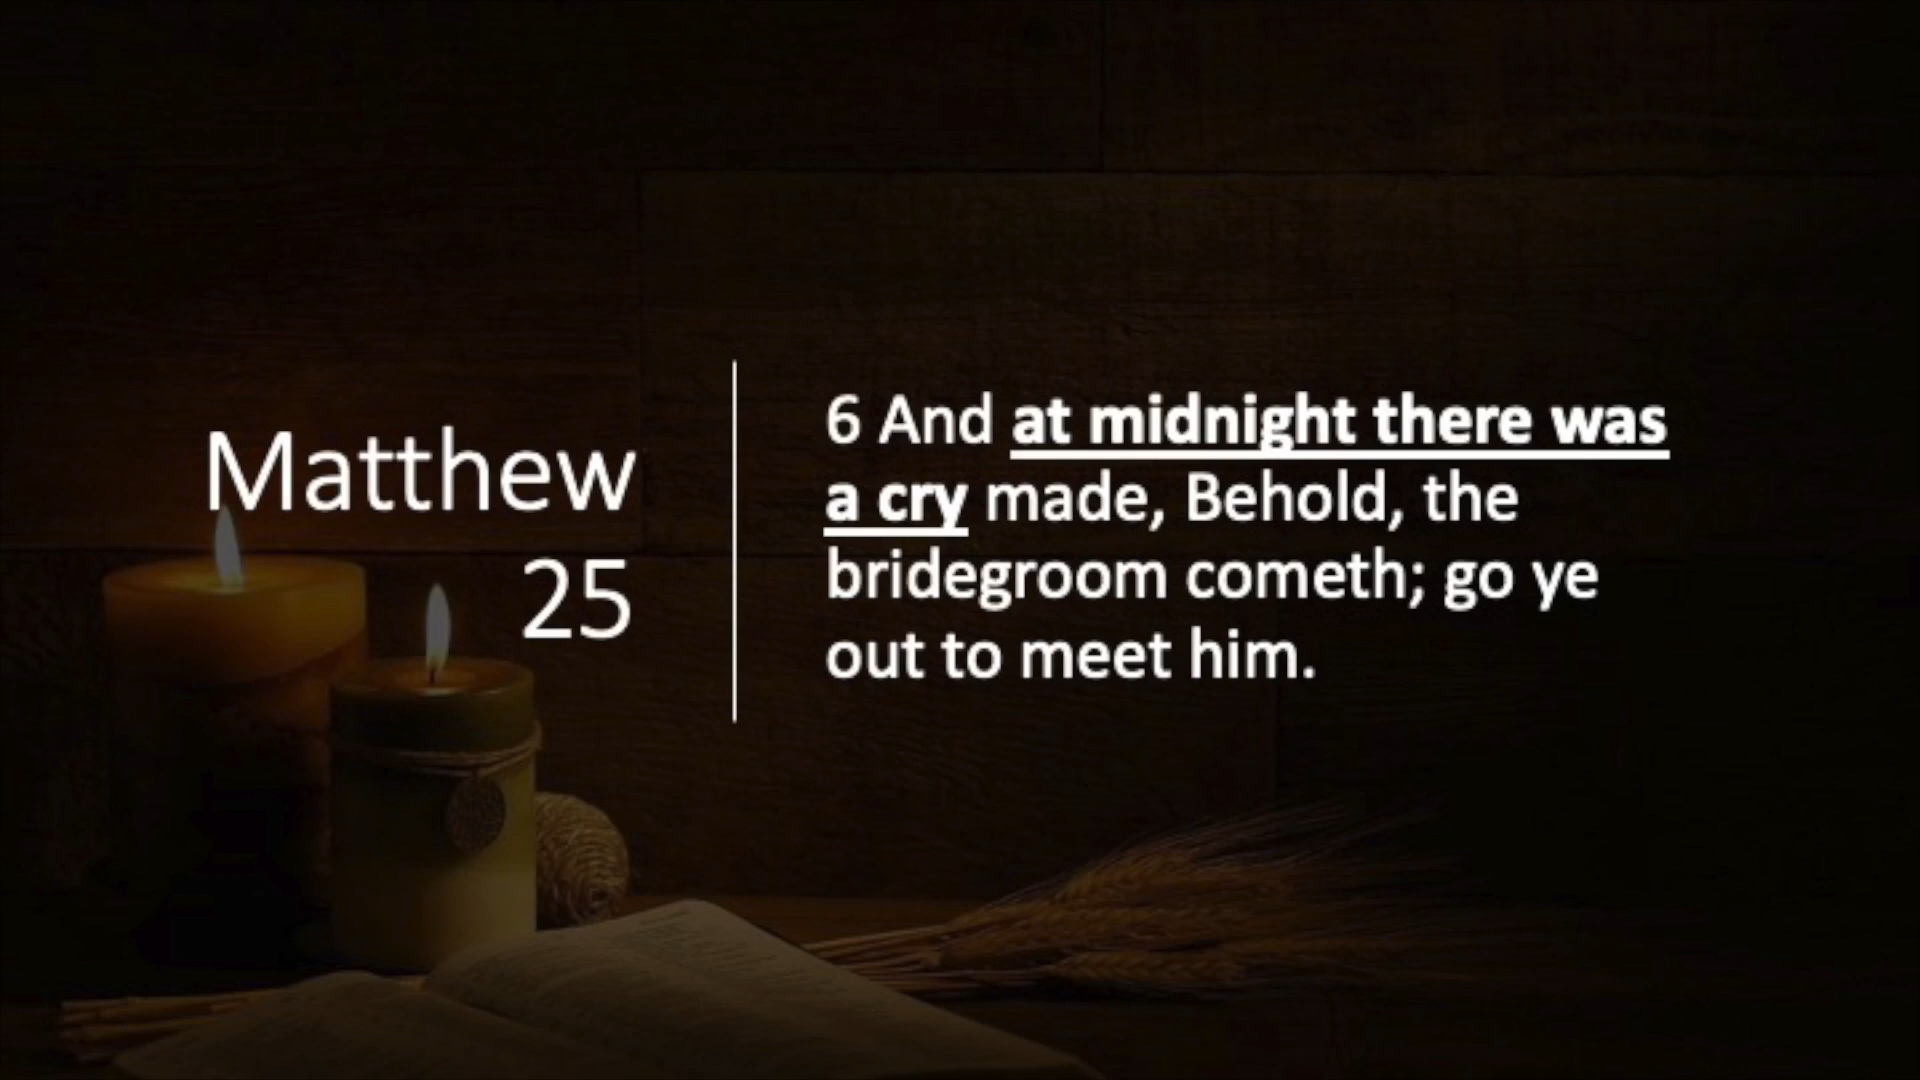 Matthew
25
6 And at midnight there was
a cry made, Behold, the
bridegroom cometh; go ye
out to meet him.